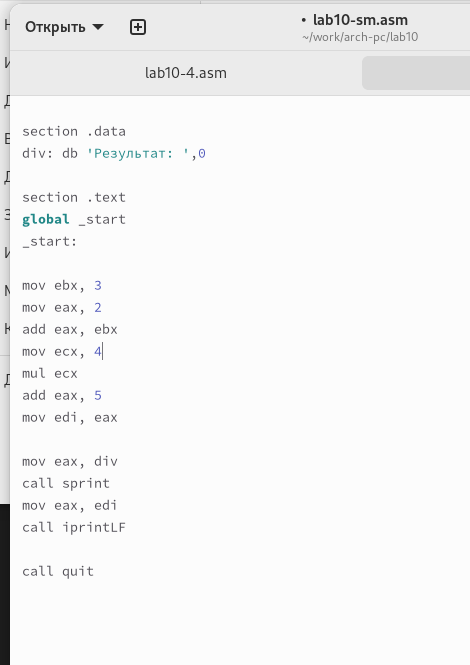 Открыть
• lab10-sm.asm
~/work/arch-pc/lab10
lab10-4.asm
section .data
div: db 'Результат: ',0
section .text
global _start
_start:
mov ebx, 3
mov eax, 2
add eax, ebx
mov ecx, 4
mul ecx
add eax, 5
mov edi, eax
mov eax, div
call sprint
mov eax, edi
call iprintLF
call quit